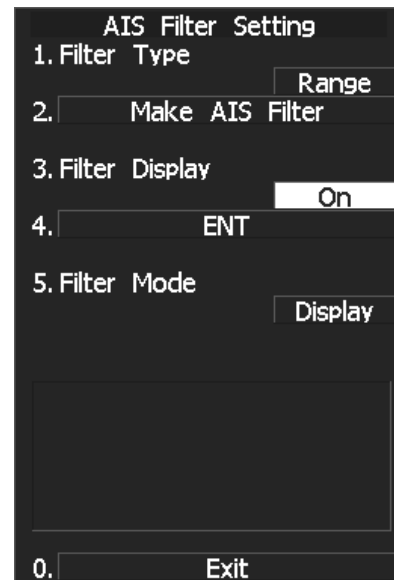 AIS Filter Setting
1. Filter Type
Range
2. Make AIS Filter
3. Filter Display
On
4. ENT
5. Filter Mode
Display
0. Exit